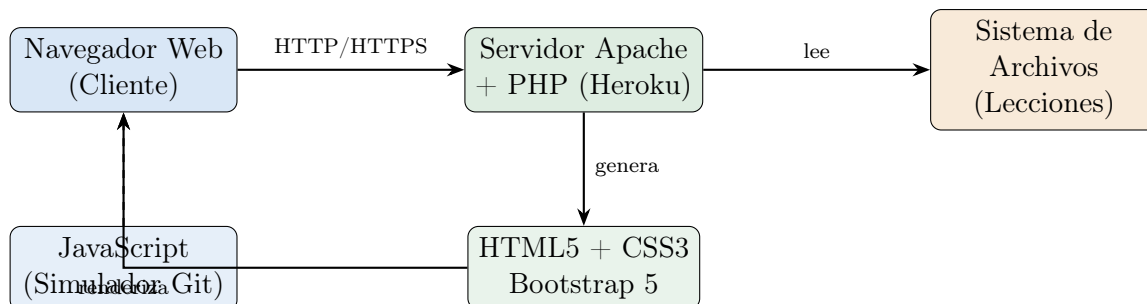 Navegador Web
(Cliente)
HTTP/HTTPS
Servidor Apache
+ PHP (Heroku)
lee
Sistema de
Archivos
(Lecciones)
genera
JavaScript
(Simulador Git)
renderiza
HTML5 + CSS3
Bootstrap 5